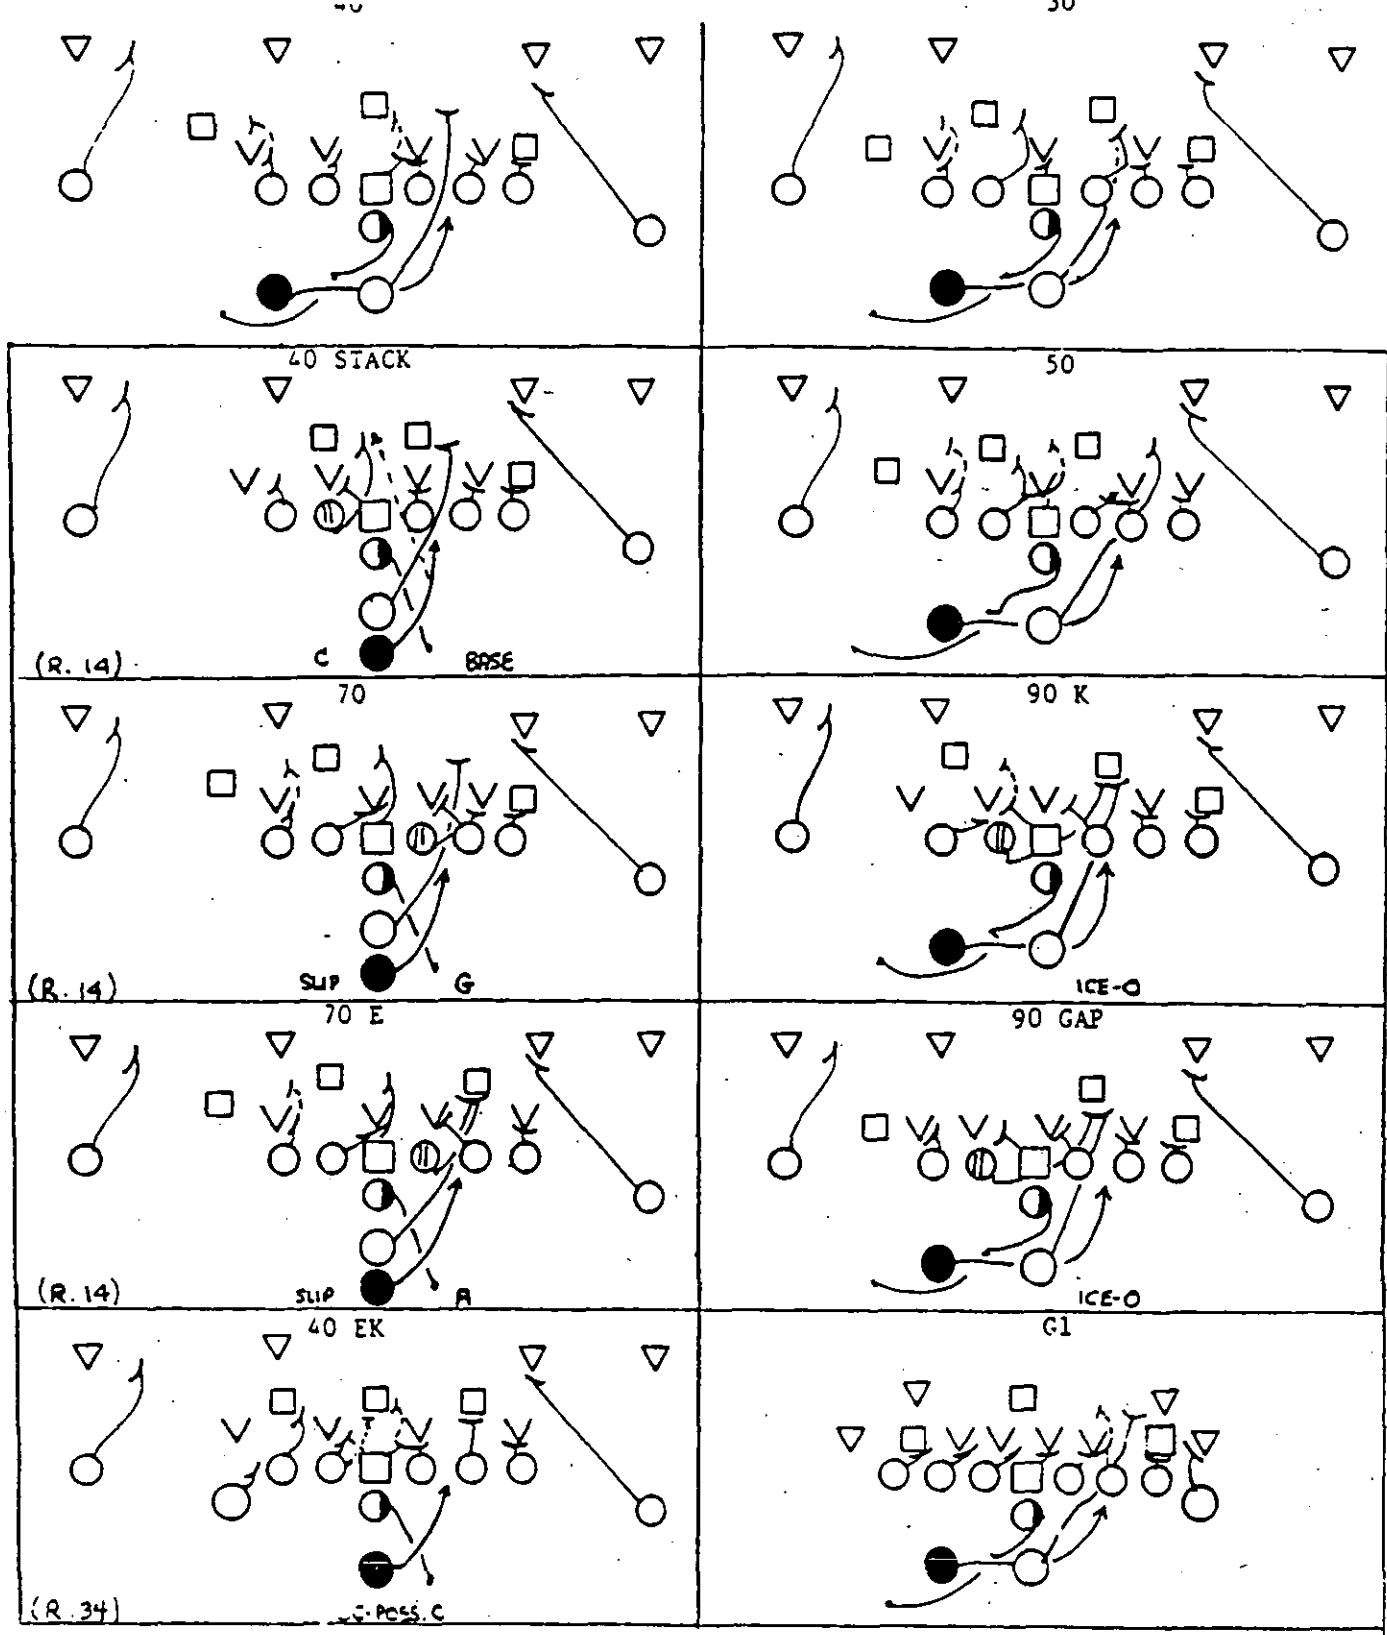 40 STACK
50
(R. 14)
C
BASE
70
90 K
(R. 14)
SLIP
G
ICE-O
70 E
90 GAP
(R. 14)
SLIP
A
ICE-O
40 EK
G1
(R. 34)
POSS. C